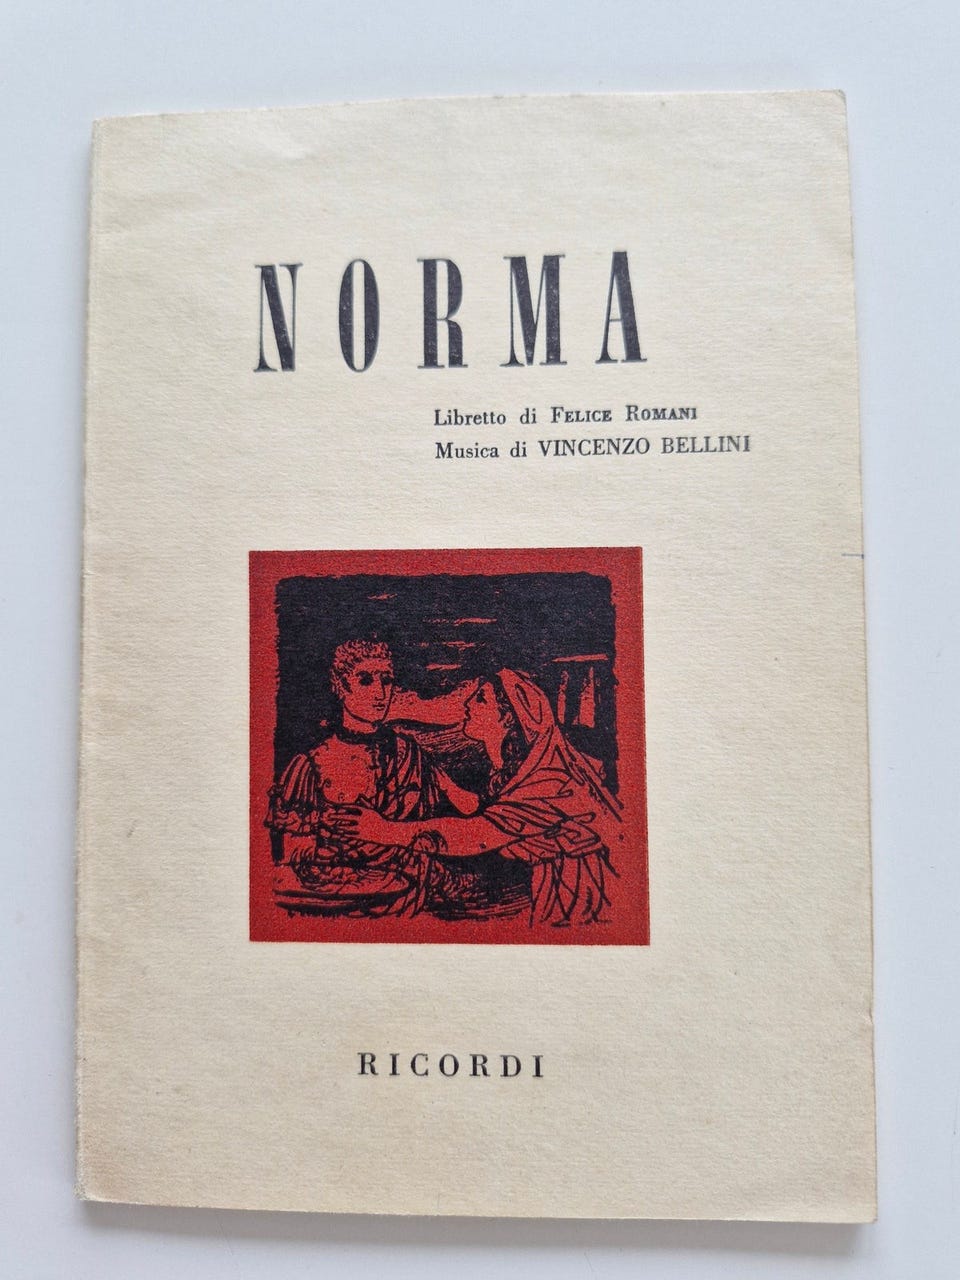 NORMA
Libretto di FELICE ROMANI
Musica di VINCENZO BELLINI
RICORDI